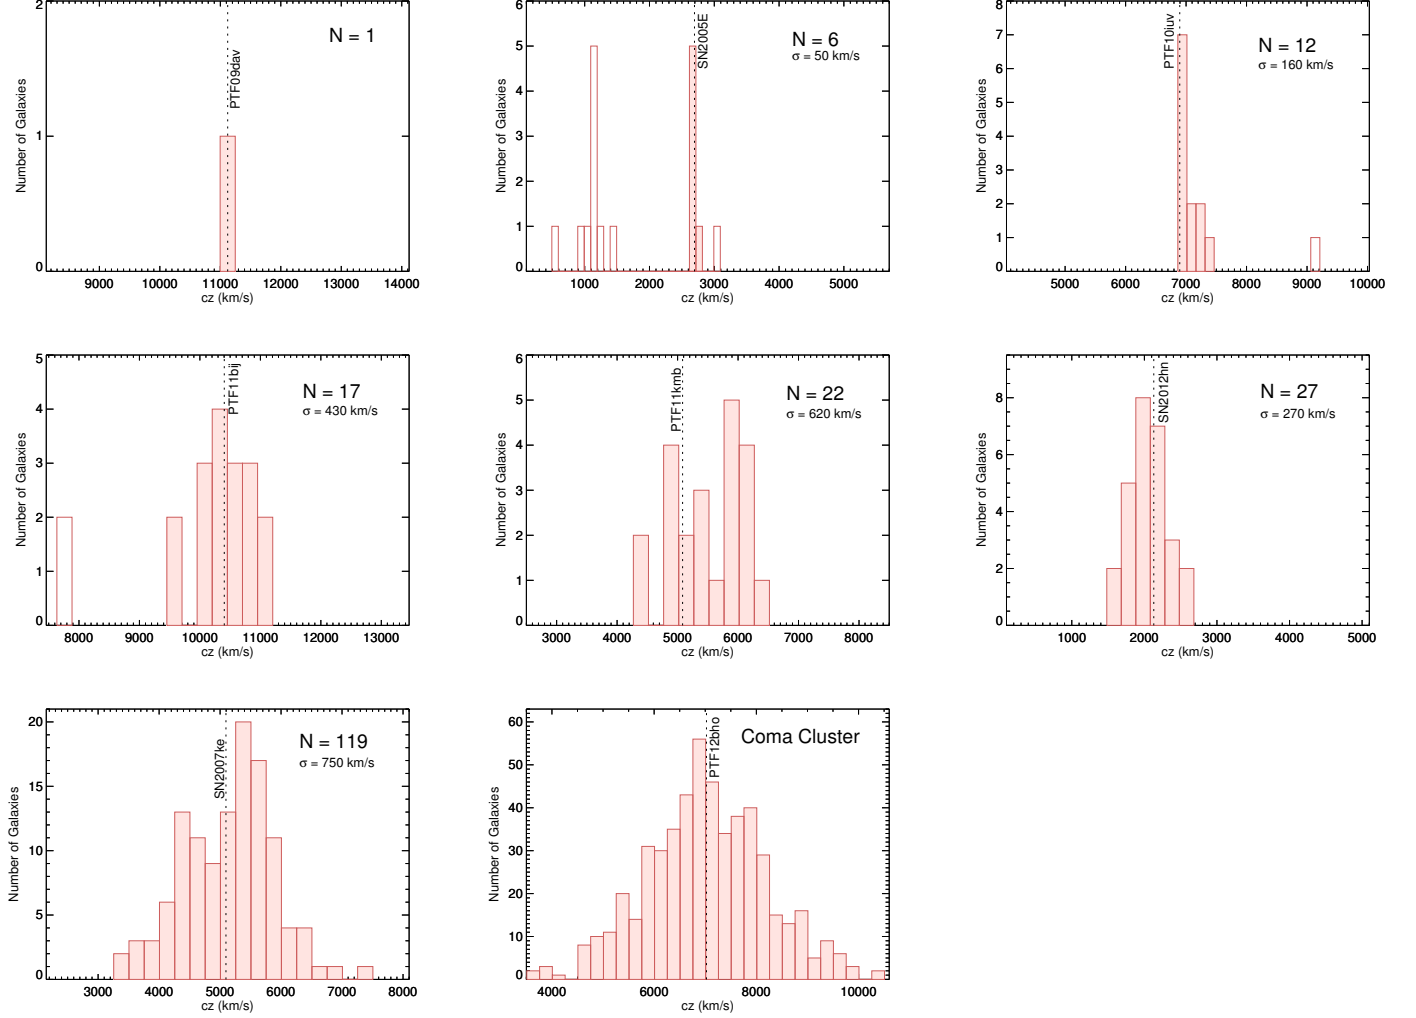 2
1
0
Number of Galaxies
PTF09dav
N = 1
9000 10000 11000 12000 13000 14000
cz (km/s)
6
5
4
3
2
1
0
Number of Galaxies
SN2005E
N = 6
σ = 50 km/s
1000 2000 3000 4000 5000
cz (km/s)
8
7
6
5
4
3
2
1
0
Number of Galaxies
PTF10iuv
N = 12
σ = 160 km/s
5000 6000 7000 8000 9000 10000
cz (km/s)
5
4
3
2
1
0
Number of Galaxies
PTF11bij
N = 17
σ = 430 km/s
8000 9000 10000 11000 12000 13000
cz (km/s)
6
5
4
3
2
1
0
Number of Galaxies
PTF11kmb
N = 22
σ = 620 km/s
3000 4000 5000 6000 7000 8000
cz (km/s)
8
6
4
2
0
Number of Galaxies
SN2012hn
N = 27
σ = 270 km/s
1000 2000 3000 4000 5000
cz (km/s)
20
15
10
5
0
Number of Galaxies
SN2007ke
N = 119
σ = 750 km/s
3000 4000 5000 6000 7000 8000
cz (km/s)
60
50
40
30
20
10
0
Number of Galaxies
PTF12bho
Coma Cluster
4000 6000 8000 10000
cz (km/s)